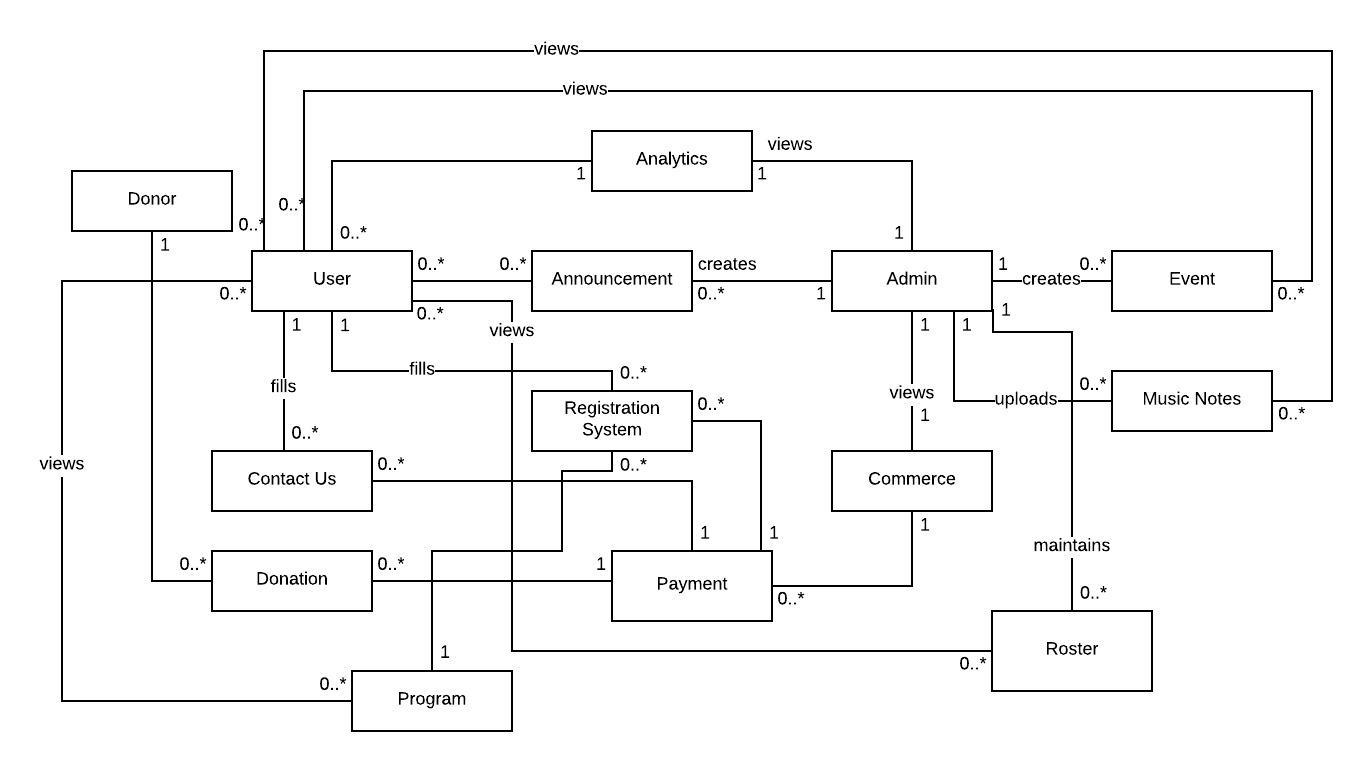 views
views
Analytics
views
1
1
Donor
0..*
0..*
0..*
1
1
User
0..*
0..*
Announcement
creates
Admin
1
0..*
creates
Event
0..*
0..*
0..*
1
0..*
1
1
1
views
1
1
fills
0..*
fills
0..*
Registration
System
0..*
views
1
uploads
0..*
Music Notes
0..*
0..*
views
0..*
0..*
Contact Us
Commerce
1
1
1
maintains
0..*
Donation
0..*
1
Payment
0..*
0..*
1
Roster
0..*
0..*
Program